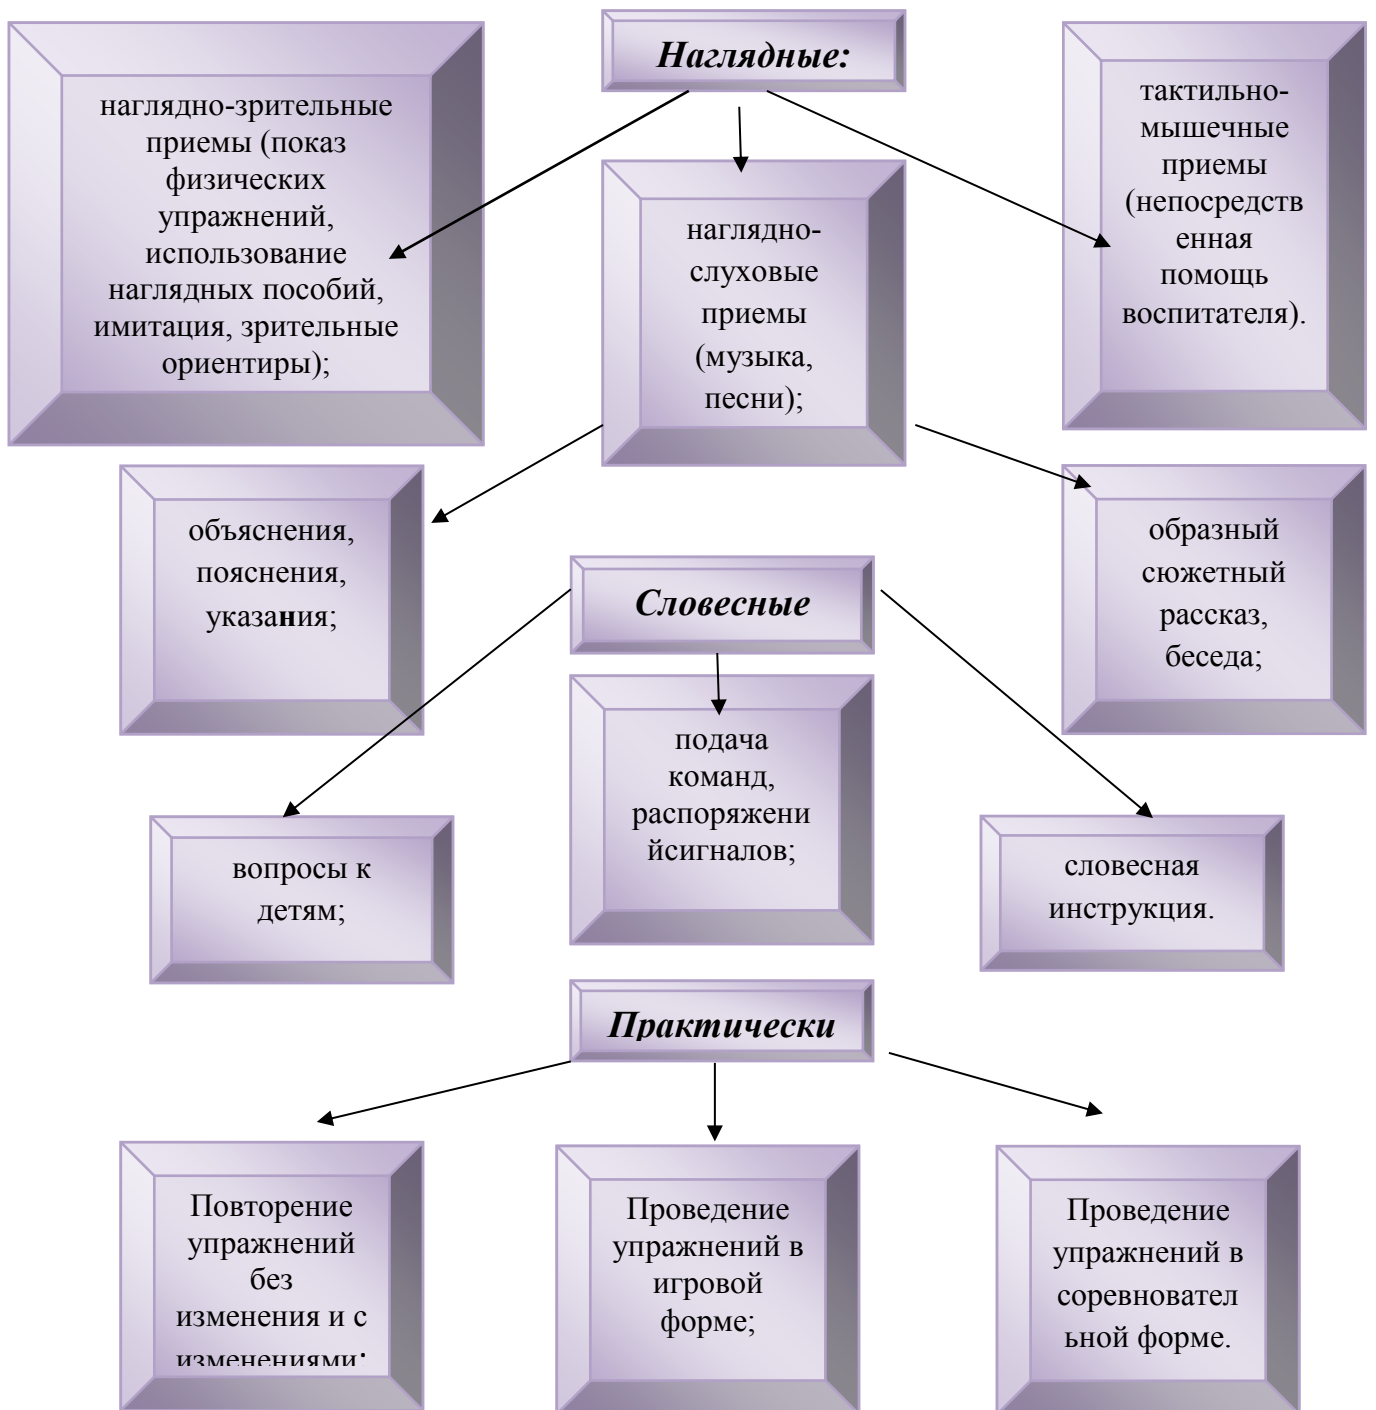 Наглядные:
наглядно-зрительные
приемы (показ
физических
упражнений,
использование
наглядных пособий,
имитация, зрительные
ориентиры);
наглядно-
слуховые
приемы
(музыка,
песни);
тактильно-
мышечные
приемы
(непосредств
енная
помощь
воспитателя).
объяснения,
пояснения,
указания;
Словесные
образный
сюжетный
рассказ,
беседа;
вопросы к
детям;
подача
команд,
распоряжени
йсигналов;
словесная
инструкция.
Практически
Повторение
упражнений
без
изменения и с
изменениями;
Проведение
упражнений в
игровой
форме;
Проведение
упражнений в
соревновател
ьной форме.